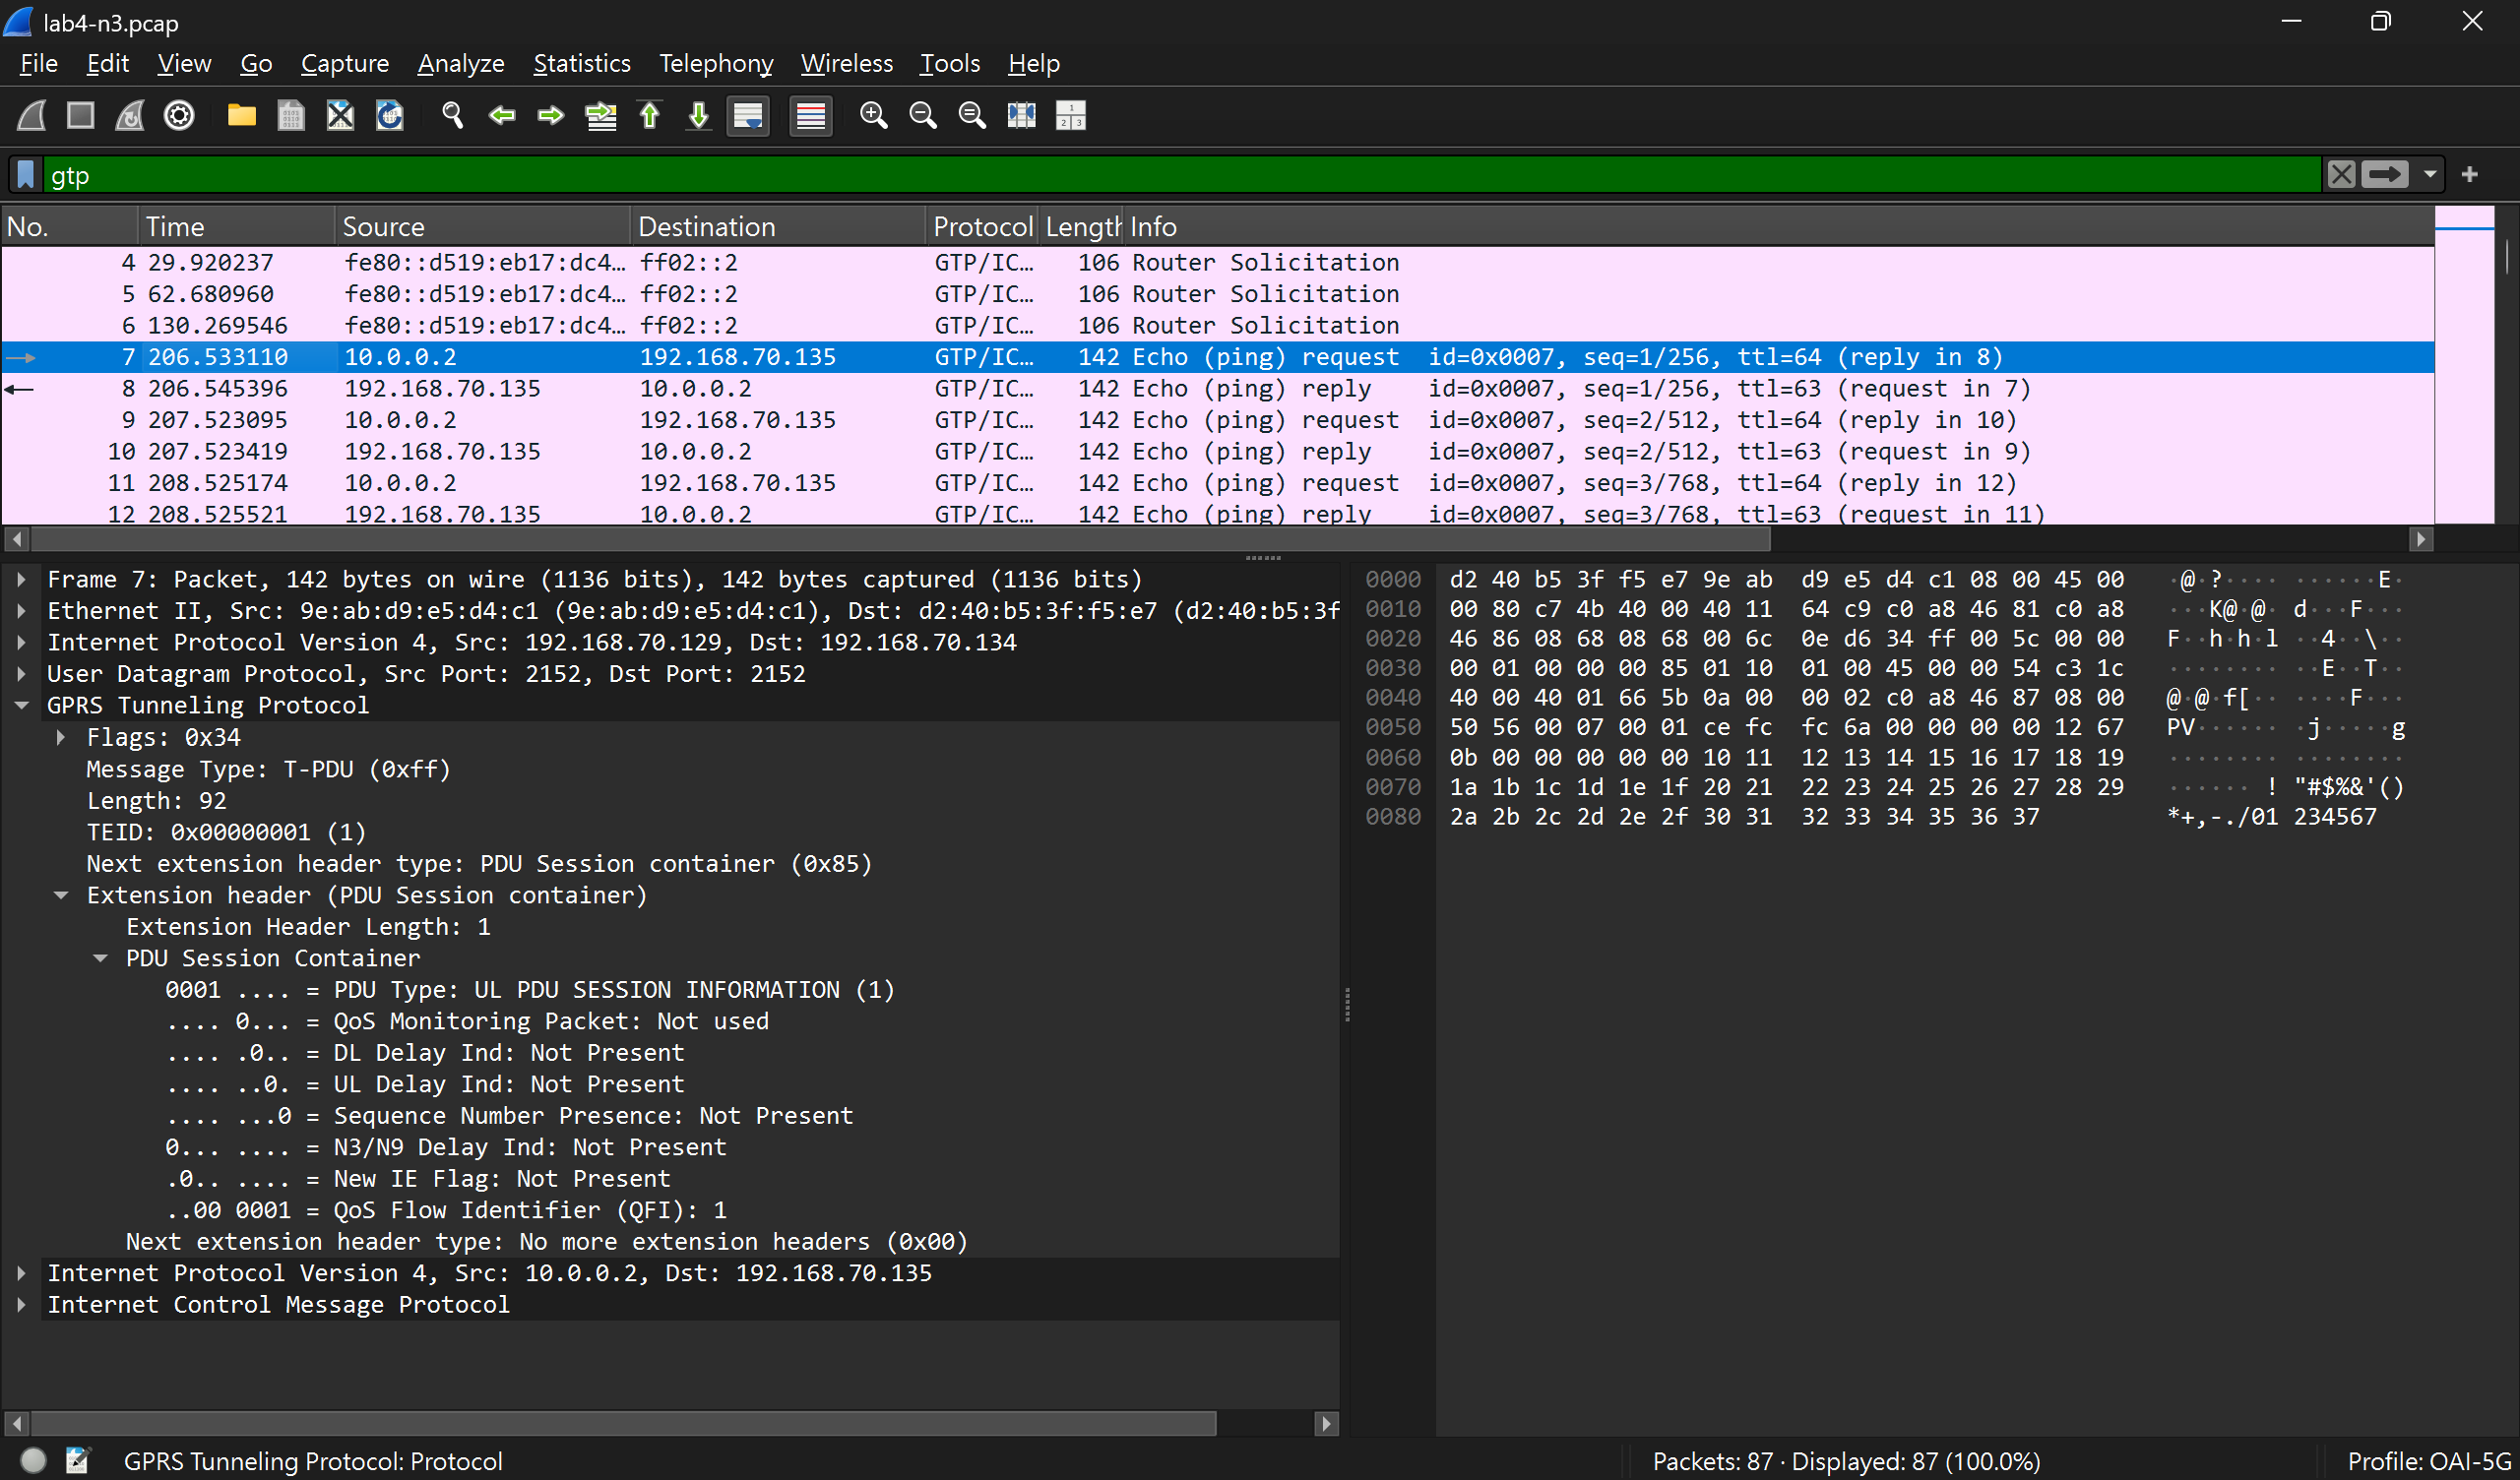 lab4-n3.pcap
File Edit View Go Capture Analyze Statistics Telephony Wireless Tools Help
gtp
No. Time Source Destination Protocol Length Info
4 29.920237 fe80::d519:eb17:dc4… ff02::2 GTP/IC… 106 Router Solicitation
5 62.680960 fe80::d519:eb17:dc4… ff02::2 GTP/IC… 106 Router Solicitation
6 130.269546 fe80::d519:eb17:dc4… ff02::2 GTP/IC… 106 Router Solicitation
7 206.533110 10.0.0.2 192.168.70.135 GTP/IC… 142 Echo (ping) request id=0x0007, seq=1/256, ttl=64 (reply in 8)
8 206.545396 192.168.70.135 10.0.0.2 GTP/IC… 142 Echo (ping) reply id=0x0007, seq=1/256, ttl=63 (request in 7)
9 207.523095 10.0.0.2 192.168.70.135 GTP/IC… 142 Echo (ping) request id=0x0007, seq=2/512, ttl=64 (reply in 10)
10 207.523419 192.168.70.135 10.0.0.2 GTP/IC… 142 Echo (ping) reply id=0x0007, seq=2/512, ttl=63 (request in 9)
11 208.525174 10.0.0.2 192.168.70.135 GTP/IC… 142 Echo (ping) request id=0x0007, seq=3/768, ttl=64 (reply in 12)
12 208.525521 192.168.70.135 10.0.0.2 GTP/IC… 142 Echo (ping) reply id=0x0007, seq=3/768, ttl=63 (request in 11)
Frame 7: Packet, 142 bytes on wire (1136 bits), 142 bytes captured (1136 bits)
Ethernet II, Src: 9e:ab:d9:e5:d4:c1 (9e:ab:d9:e5:d4:c1), Dst: d2:40:b5:3f:f5:e7 (d2:40:b5:3f
Internet Protocol Version 4, Src: 192.168.70.129, Dst: 192.168.70.134
User Datagram Protocol, Src Port: 2152, Dst Port: 2152
GPRS Tunneling Protocol
Flags: 0x34
Message Type: T-PDU (0xff)
Length: 92
TEID: 0x00000001 (1)
Next extension header type: PDU Session container (0x85)
Extension header (PDU Session container)
Extension Header Length: 1
PDU Session Container
0001 .... = PDU Type: UL PDU SESSION INFORMATION (1)
.... 0... = QoS Monitoring Packet: Not used
.... .0.. = DL Delay Ind: Not Present
.... ..0. = UL Delay Ind: Not Present
.... ...0 = Sequence Number Presence: Not Present
0... .... = N3/N9 Delay Ind: Not Present
.0.. .... = New IE Flag: Not Present
..00 0001 = QoS Flow Identifier (QFI): 1
Next extension header type: No more extension headers (0x00)
Internet Protocol Version 4, Src: 10.0.0.2, Dst: 192.168.70.135
Internet Control Message Protocol
0000 d2 40 b5 3f f5 e7 9e ab d9 e5 d4 c1 08 00 45 00 ·@·?···· ······E·
0010 00 80 c7 4b 40 00 40 11 64 c9 c0 a8 46 81 c0 a8 ···K@·@· d···F···
0020 46 86 08 68 08 68 00 6c 0e d6 34 ff 00 5c 00 00 F··h·h·l ··4··\··
0030 00 01 00 00 00 85 01 10 01 00 45 00 00 54 c3 1c ········ ··E··T··
0040 40 00 40 01 66 5b 0a 00 00 02 c0 a8 46 87 08 00 @·@·f[·· ····F···
0050 50 56 00 07 00 01 ce fc fc 6a 00 00 00 00 12 67 PV······ ·j·····g
0060 0b 00 00 00 00 00 10 11 12 13 14 15 16 17 18 19 ········ ········
0070 1a 1b 1c 1d 1e 1f 20 21 22 23 24 25 26 27 28 29 ······ ! "#$%&'()
0080 2a 2b 2c 2d 2e 2f 30 31 32 33 34 35 36 37 *+,-./01 234567
GPRS Tunneling Protocol: Protocol
Packets: 87 · Displayed: 87 (100.0%)
Profile: OAI-5G